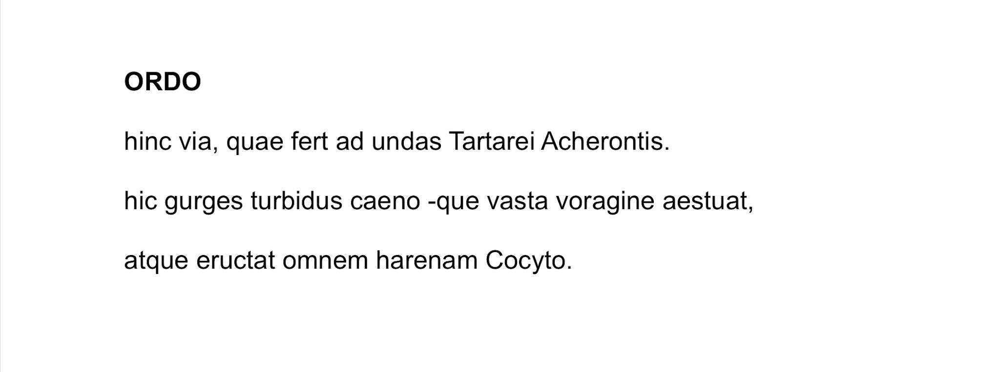 ORDO
hinc via, quae fert ad undas Tartarei Acherontis.
hic gurges turbidus caeno -que vasta voragine aestuat,
atque eructat omnem harenam Cocyto.